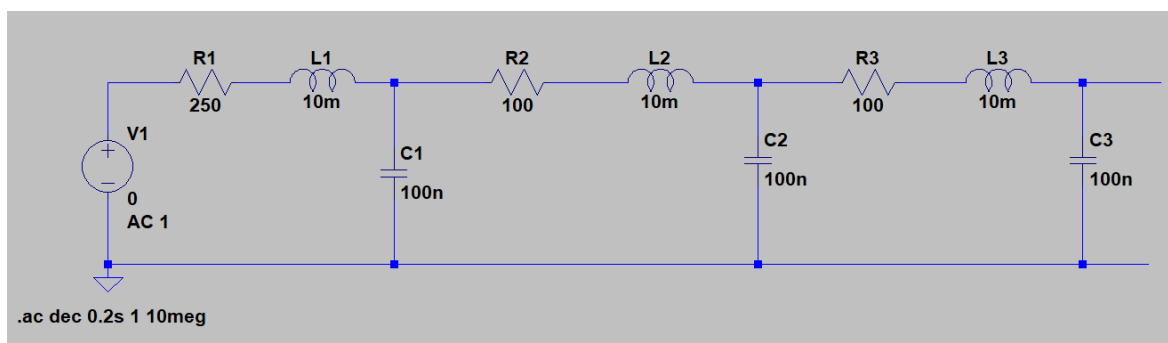 R1 L1 R2 L2 R3 L3
250 10m 100 10m 100 10m
V1
C1 C2 C3
0 100n 100n 100n
AC 1
.ac dec 0.2s 1 10meg